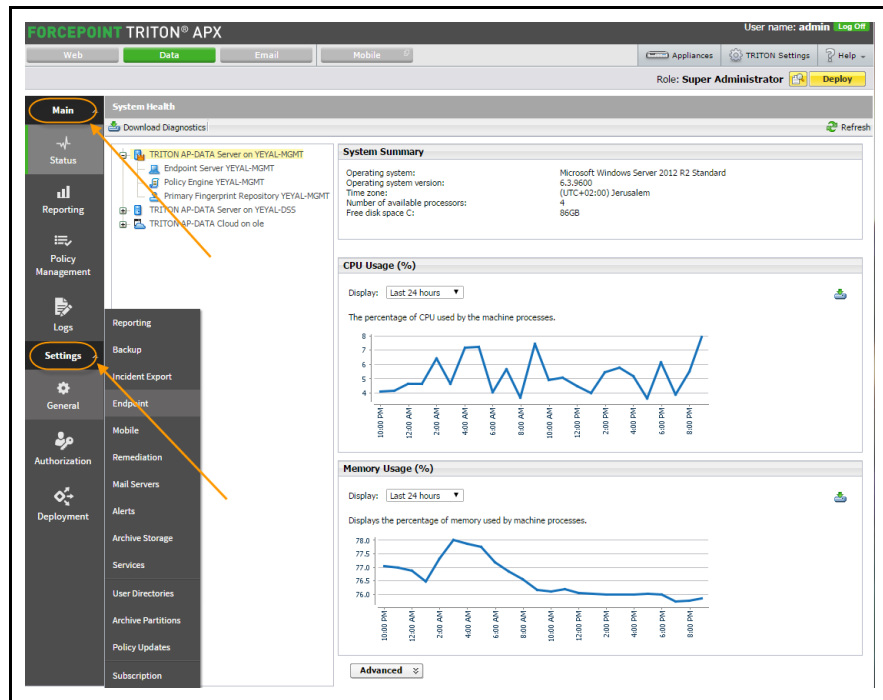 FORCEPOINT TRITON® APX
User name: admin Log Off
Web Data Email Mobile
Appliances TRITON Settings Help
Role: Super Administrator Deploy
Main
System Health
Download Diagnostics
Refresh
Status
Reporting
Policy
Management
Logs
Settings
General
Authorization
Deployment
TRITON AP-DATA Server on YEYAL-MGMT
Endpoint Server YEYAL-MGMT
Policy Engine YEYAL-MGMT
Primary Fingerprint Repository YEYAL-MGMT
TRITON AP-DATA Server on YEYAL-DSS
TRITON AP-DATA Cloud on ole
Reporting
Backup
Incident Export
Endpoint
Mobile
Remediation
Mail Servers
Alerts
Archive Storage
Services
User Directories
Archive Partitions
Policy Updates
Subscription
System Summary
Operating system: Microsoft Windows Server 2012 R2 Standard
Operating system version: 6.3.9600
Time zone: (UTC+02:00) Jerusalem
Number of available processors: 4
Free disk space C: 86GB
CPU Usage (%)
Display: Last 24 hours
The percentage of CPU used by the machine processes.
8
7
6
5
4
10:00 PM 12:00 AM 2:00 AM 4:00 AM 6:00 AM 8:00 AM 10:00 AM 12:00 PM 2:00 PM 4:00 PM 6:00 PM 8:00 PM
Memory Usage (%)
Display: Last 24 hours
Displays the percentage of memory used by machine processes.
78.0
77.5
77.0
76.5
76.0
10:00 PM 12:00 AM 2:00 AM 4:00 AM 6:00 AM 8:00 AM 10:00 AM 12:00 PM 2:00 PM 4:00 PM 6:00 PM 8:00 PM
Advanced